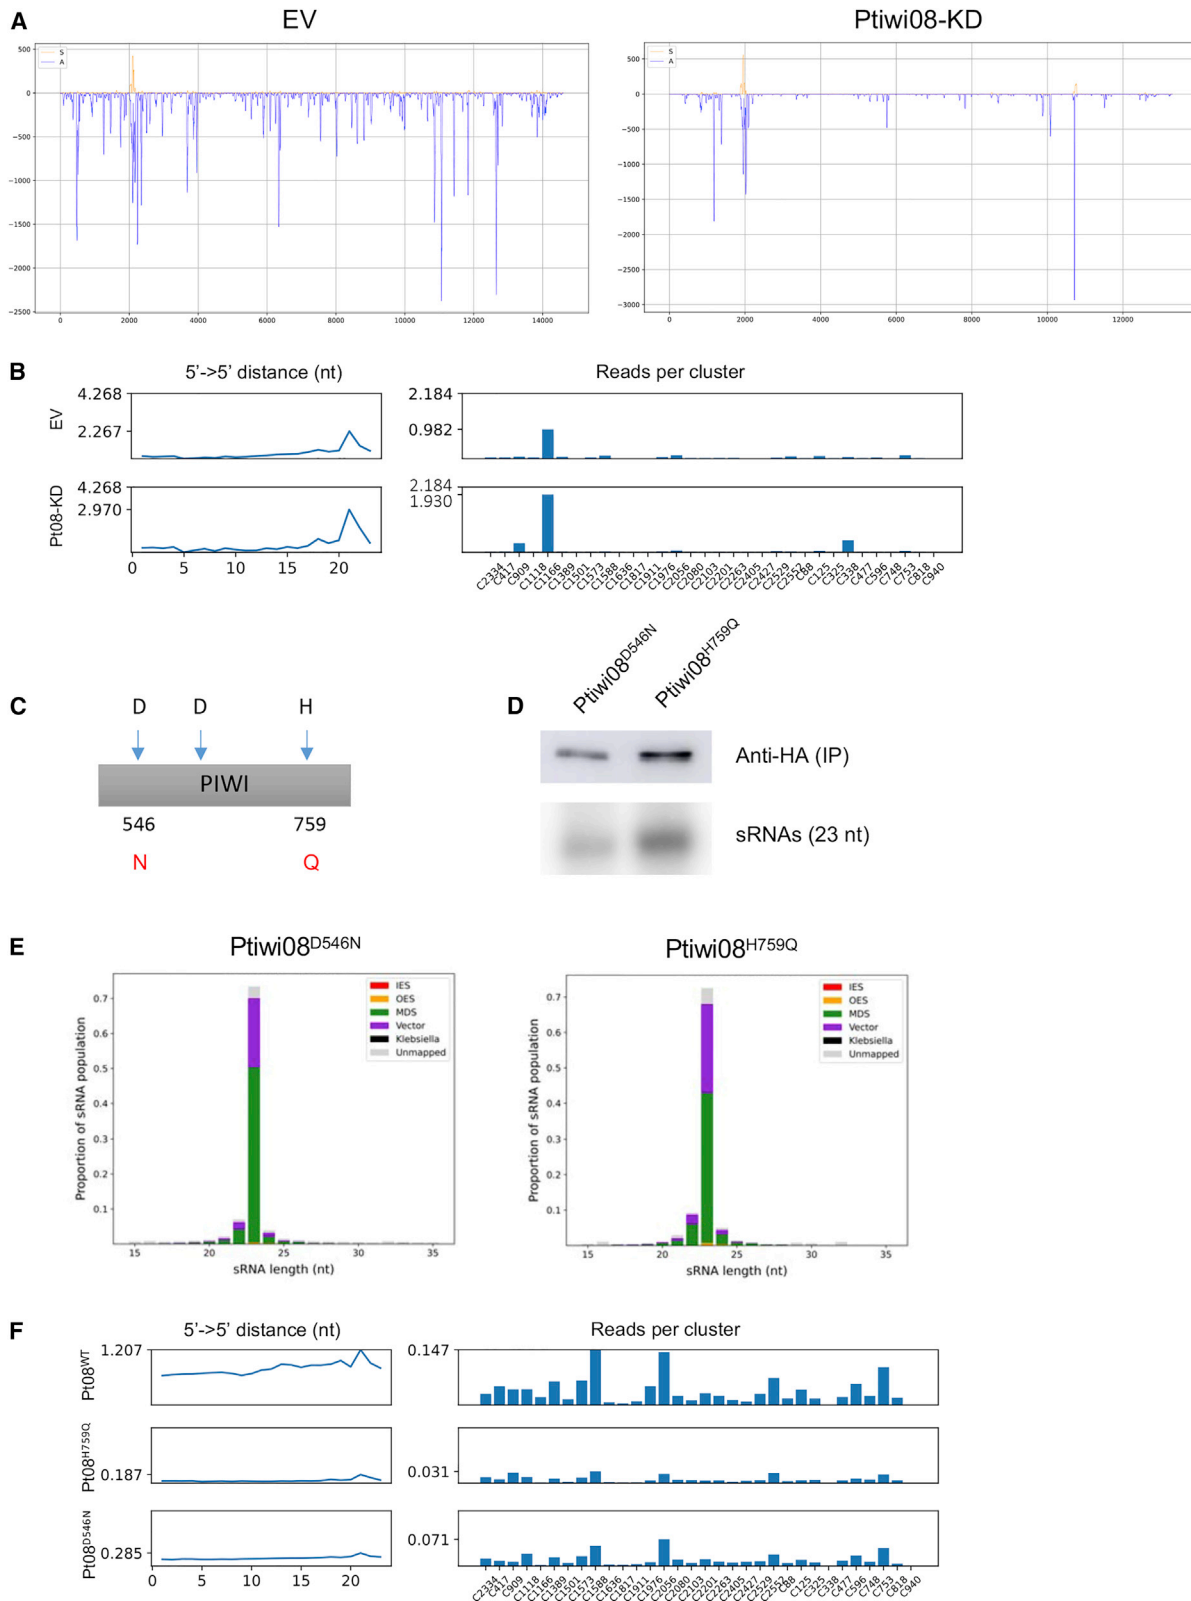 A
EV
Ptiwi08-KD
S
A
500
0
−500
−1000
−1500
−2000
−2500
0 2000 4000 6000 8000 10000 12000 14000
S
A
500
0
−500
−1000
−1500
−2000
−2500
−3000
0 2000 4000 6000 8000 10000 12000
B
5’->5’ distance (nt)
Reads per cluster
EV
4.268
2.267
2.184
0.982
Pt08-KD
4.268
2.970
2.184
1.930
0 5 10 15 20
C2334 C417 C909 C1118 C1166 C1389 C1501 C1573 C1588 C1636 C1817 C1911 C1976 C2056 C2080 C2103 C2201 C2263 C2405 C2427 C2529 C2552 C88 C125 C325 C338 C477 C596 C748 C753 C818 C940
C
D D H
PIWI
546 759
N Q
D
Ptiwi08D546N
Ptiwi08H759Q
Anti-HA (IP)
sRNAs (23 nt)
E
Ptiwi08D546N
Ptiwi08H759Q
Proportion of sRNA population
0.7
0.6
0.5
0.4
0.3
0.2
0.1
IES
OES
MDS
Vector
Klebsiella
Unmapped
15 20 25 30 35
sRNA length (nt)
Proportion of sRNA population
0.7
0.6
0.5
0.4
0.3
0.2
0.1
IES
OES
MDS
Vector
Klebsiella
Unmapped
15 20 25 30 35
sRNA length (nt)
F
5’->5’ distance (nt)
Reads per cluster
Pt08WT
1.207
0.147
Pt08H759Q
0.187
0.031
Pt08D546N
0.285
0.071
0 5 10 15 20
C2334 C417 C909 C1118 C1166 C1389 C1501 C1573 C1588 C1636 C1817 C1911 C1976 C2056 C2080 C2103 C2201 C2263 C2405 C2427 C2529 C2552 C88 C125 C325 C338 C477 C596 C748 C753 C818 C940